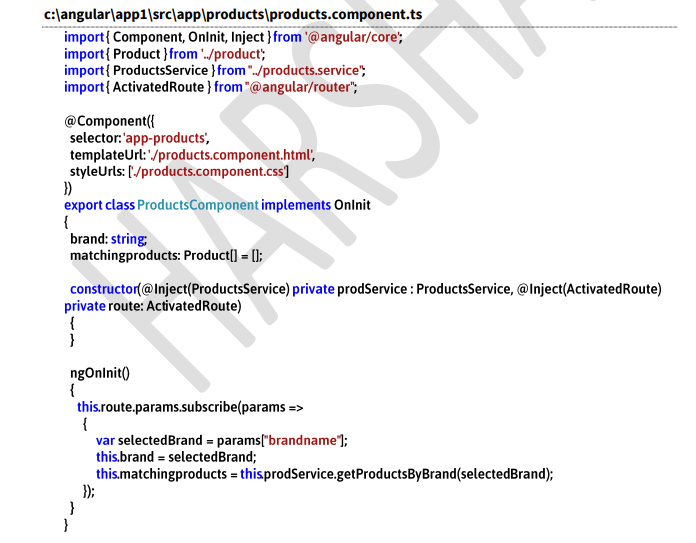 c:\angular\app1\src\app\products\products.component.ts
import { Component, OnInit, Inject } from '@angular/core';
import { Product } from '../product';
import { ProductsService } from "../products.service";
import { ActivatedRoute } from "@angular/router";
@Component({
selector: 'app-products',
templateUrl: './products.component.html',
styleUrls: ['./products.component.css']
})
export class ProductsComponent implements OnInit
{
brand: string;
matchingproducts: Product[] = [];
constructor(@Inject(ProductsService) private prodService : ProductsService, @Inject(ActivatedRoute)
private route: ActivatedRoute)
{
}
ngOnInit()
{
this.route.params.subscribe(params =>
{
var selectedBrand = params["brandname"];
this.brand = selectedBrand;
this.matchingproducts = this.prodService.getProductsByBrand(selectedBrand);
});
}
}